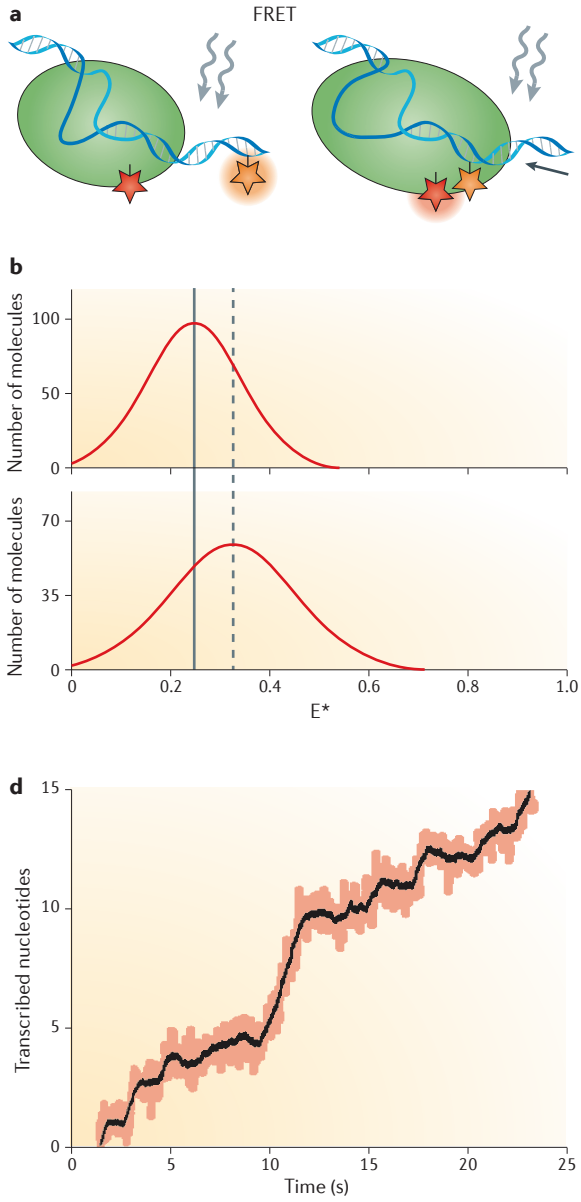 a
FRET
b
Number of molecules
100
50
0
Number of molecules
70
35
0
0 0.2 0.4 0.6 0.8 1.0
E*
d
Transcribed nucleotides
15
10
5
0
0 5 10 15 20 25
Time (s)